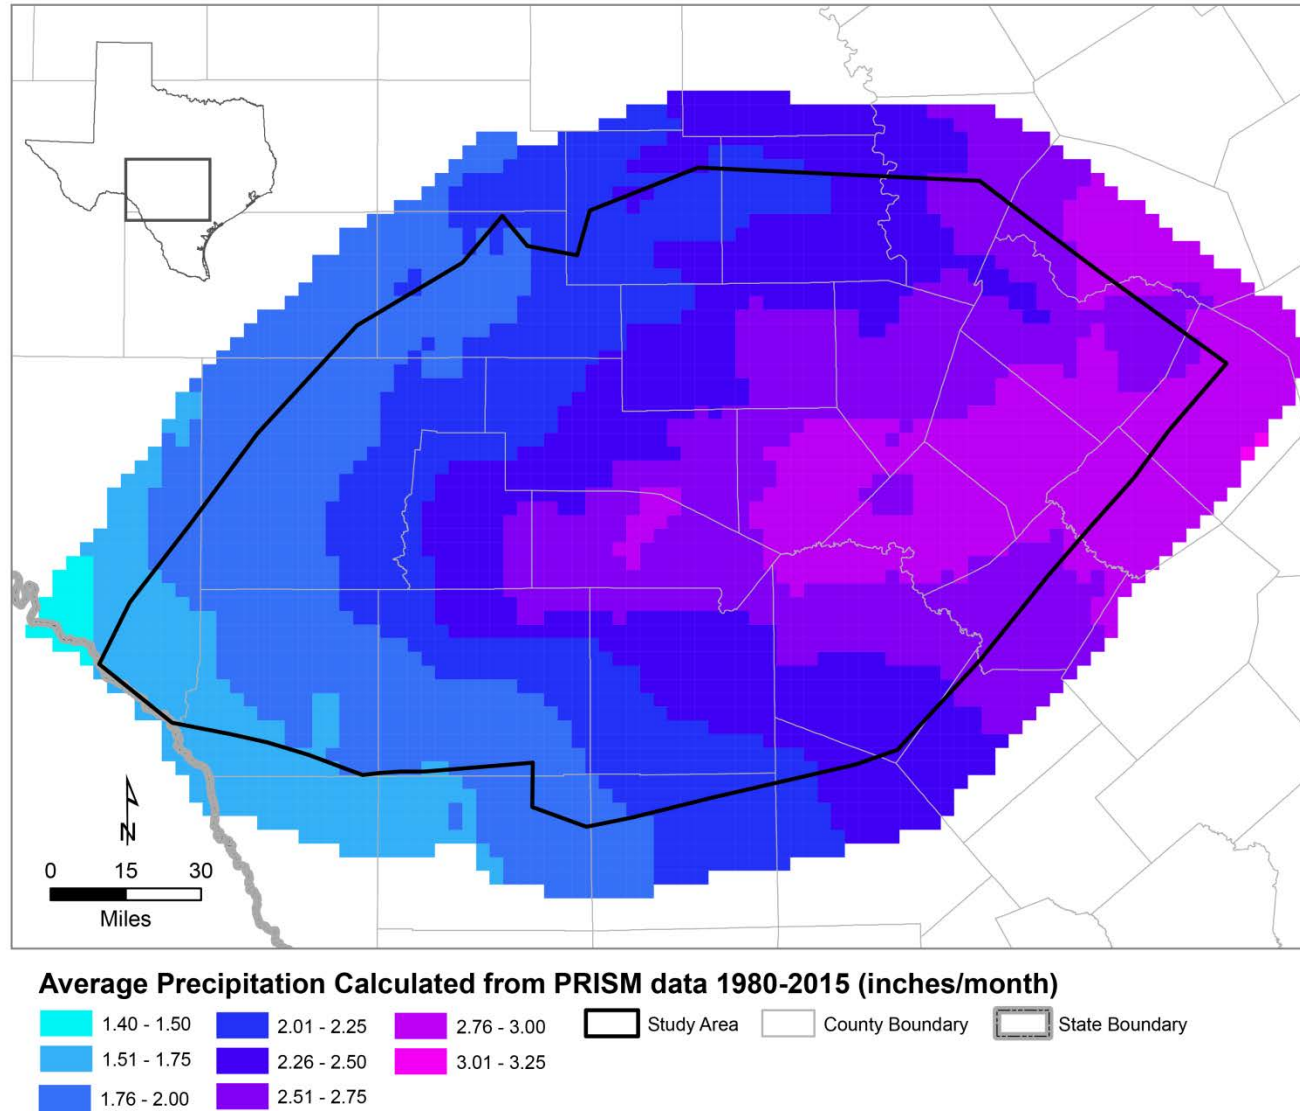 N
0 15 30
Miles
Average Precipitation Calculated from PRISM data 1980-2015 (inches/month)
1.40 - 1.50 2.01 - 2.25 2.76 - 3.00 Study Area County Boundary State Boundary
1.51 - 1.75 2.26 - 2.50 3.01 - 3.25
1.76 - 2.00 2.51 - 2.75